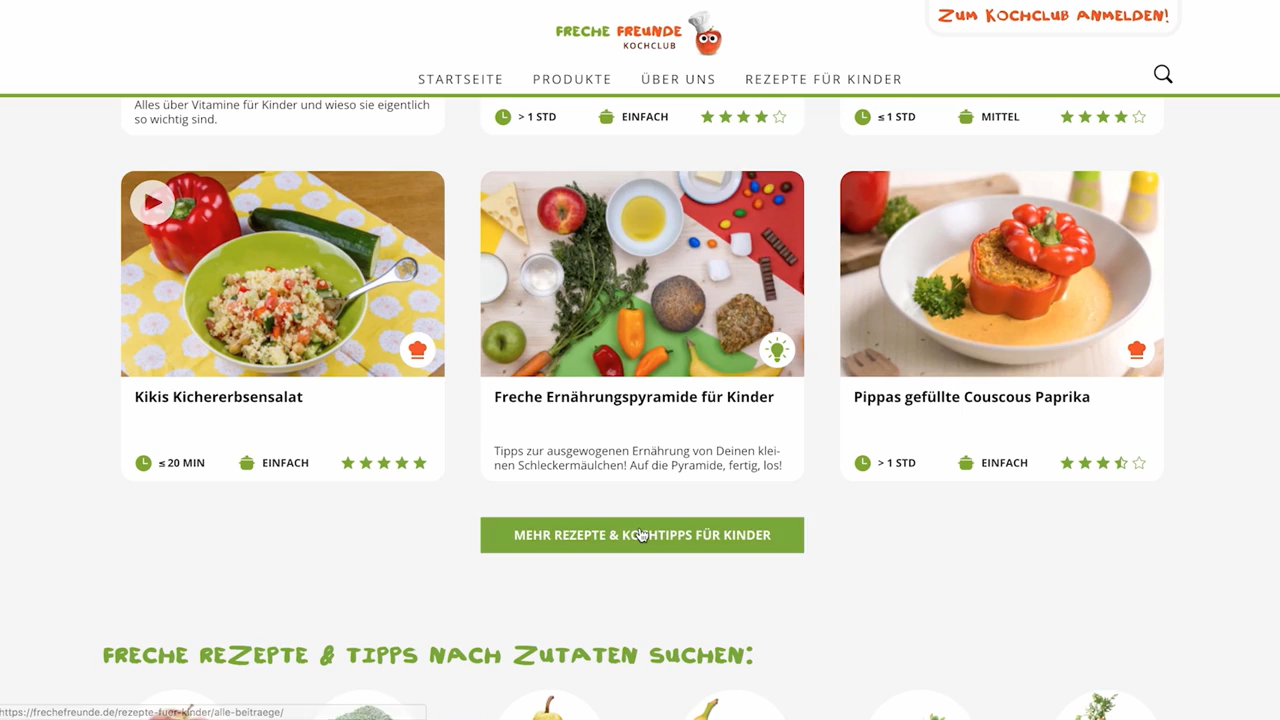 ZUM KOCHCLUB ANMELDEN!
FRECHE FREUNDE
KOCHCLUB
STARTSEITE PRODUKTE ÜBER UNS REZEPTE FÜR KINDER
Alles über Vitamine für Kinder und wieso sie eigentlich
so wichtig sind.
> 1 STD EINFACH
≤ 1 STD MITTEL
Kikis Kichererbsensalat
≤ 20 MIN EINFACH
Freche Ernährungspyramide für Kinder
Tipps zur ausgewogenen Ernährung von Deinen klei-
nen Schleckermäulchen! Auf die Pyramide, fertig, los!
Pippas gefüllte Couscous Paprika
> 1 STD EINFACH
MEHR REZEPTE & KOCHTIPPS FÜR KINDER
FRECHE REZEPTE & TIPPS NACH ZUTATEN SUCHEN:
https://frechefreunde.de/rezepte-fuer-kinder/alle-beitraege/